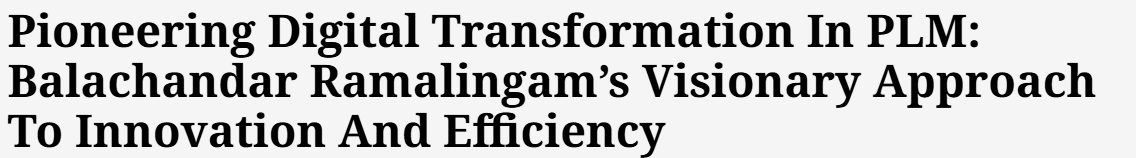 Pioneering Digital Transformation In PLM:
Balachandar Ramalingam’s Visionary Approach
To Innovation And Efficiency